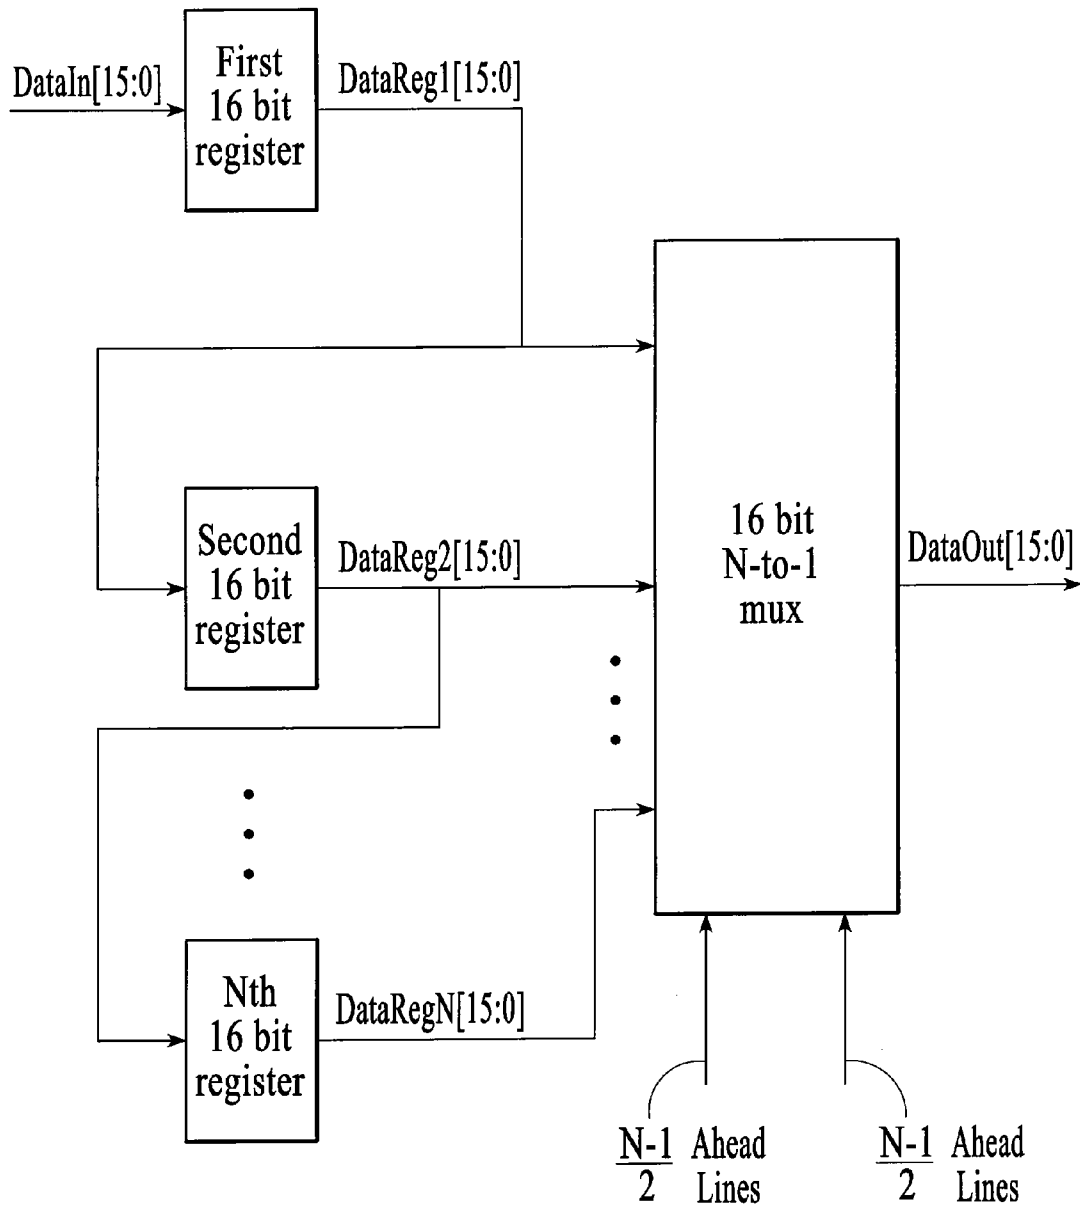 DataIn[15:0]
First
16 bit
register
DataReg1[15:0]
Second
16 bit
register
DataReg2[15:0]
16 bit
N-to-1
mux
DataOut[15:0]
Nth
16 bit
register
DataRegN[15:0]
N-1
2
Ahead
Lines
N-1
2
Ahead
Lines